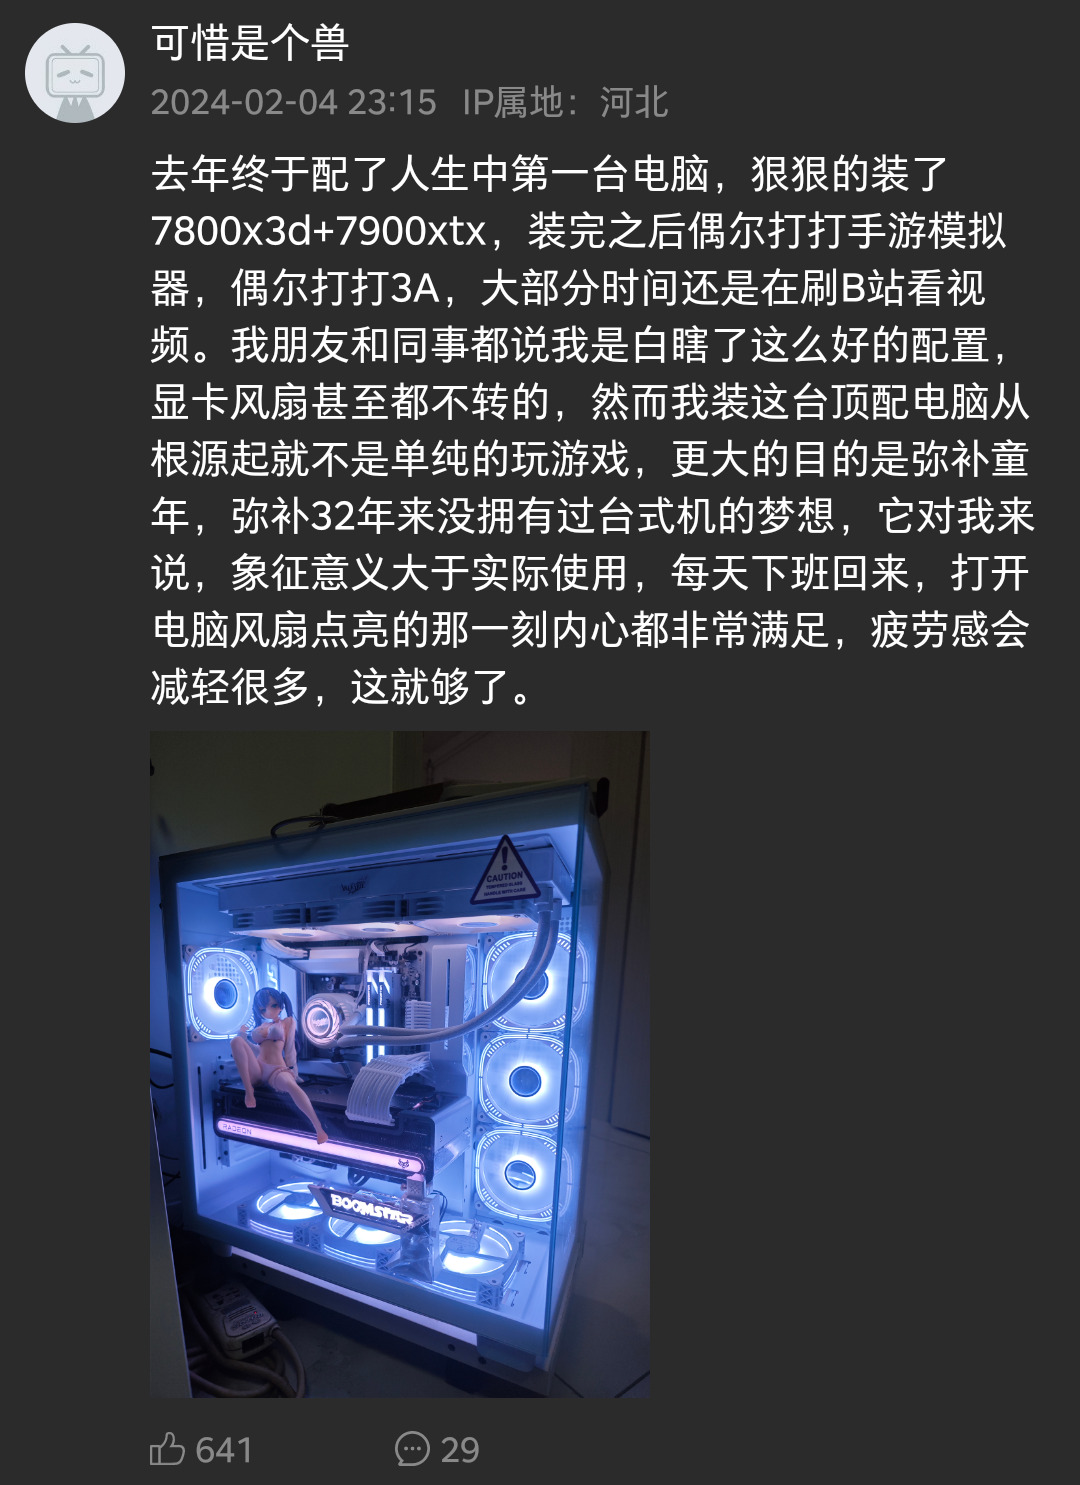 可惜是个兽
2024-02-04 23:15 IP属地：河北
去年终于配了人生中第一台电脑，狠狠的装了
7800x3d+7900xtx，装完之后偶尔打打手游模拟
器，偶尔打打3A，大部分时间还是在刷B站看视
频。我朋友和同事都说我是白瞎了这么好的配置，
显卡风扇甚至都不转的，然而我装这台顶配电脑从
根源起就不是单纯的玩游戏，更大的目的是弥补童
年，弥补32年来没拥有过台式机的梦想，它对我来
说，象征意义大于实际使用，每天下班回来，打开
电脑风扇点亮的那一刻内心都非常满足，疲劳感会
减轻很多，这就够了。
CAUTION
TEMPERED GLASS
HANDLE WITH CARE
RADEON
BOOMSTAR
641
29